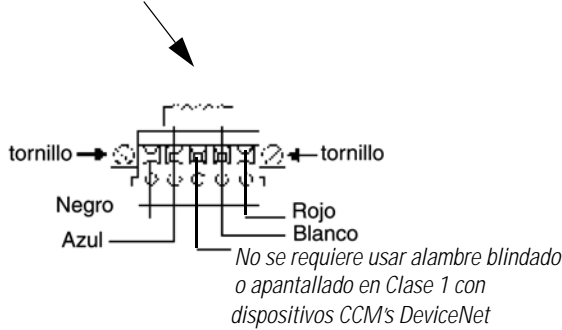 tornillo
tornillo
Negro
Rojo
Azul
Blanco
No se requiere usar alambre blindado
o apantallado en Clase 1 con
dispositivos CCM's DeviceNet